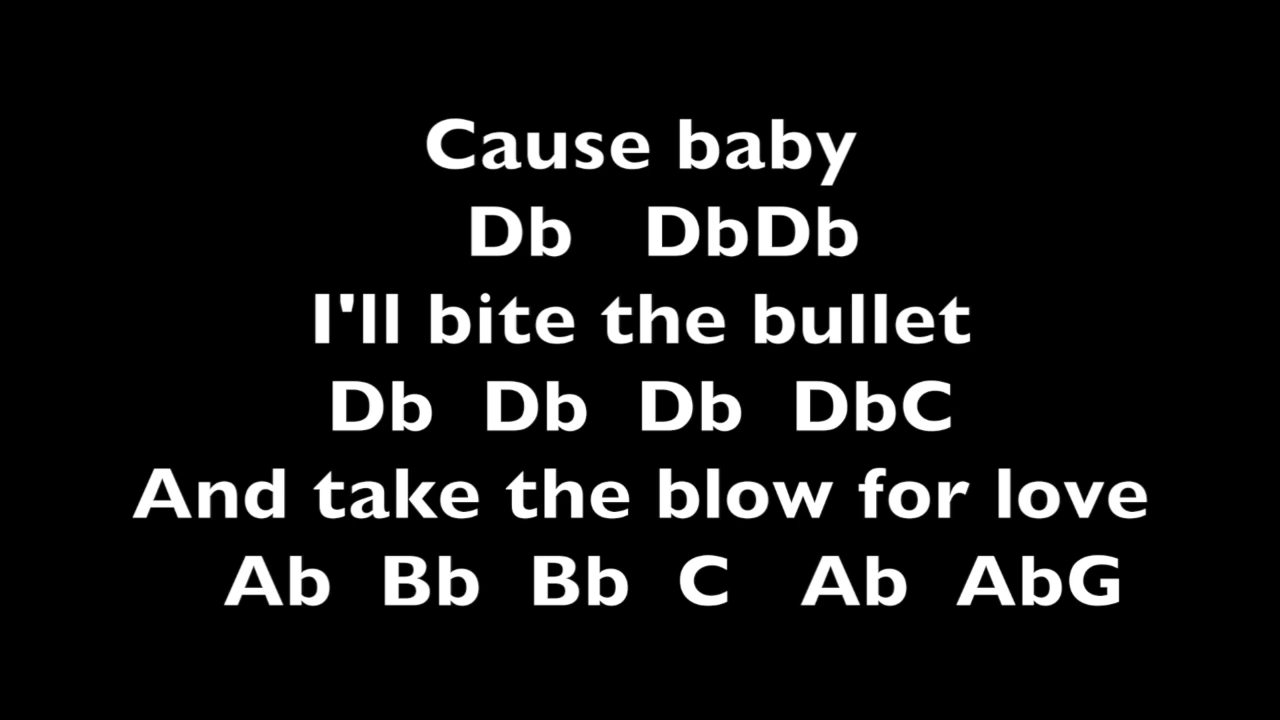 Cause baby
Db DbDb
I'll bite the bullet
Db Db Db DbC
And take the blow for love
Ab Bb Bb C Ab AbG